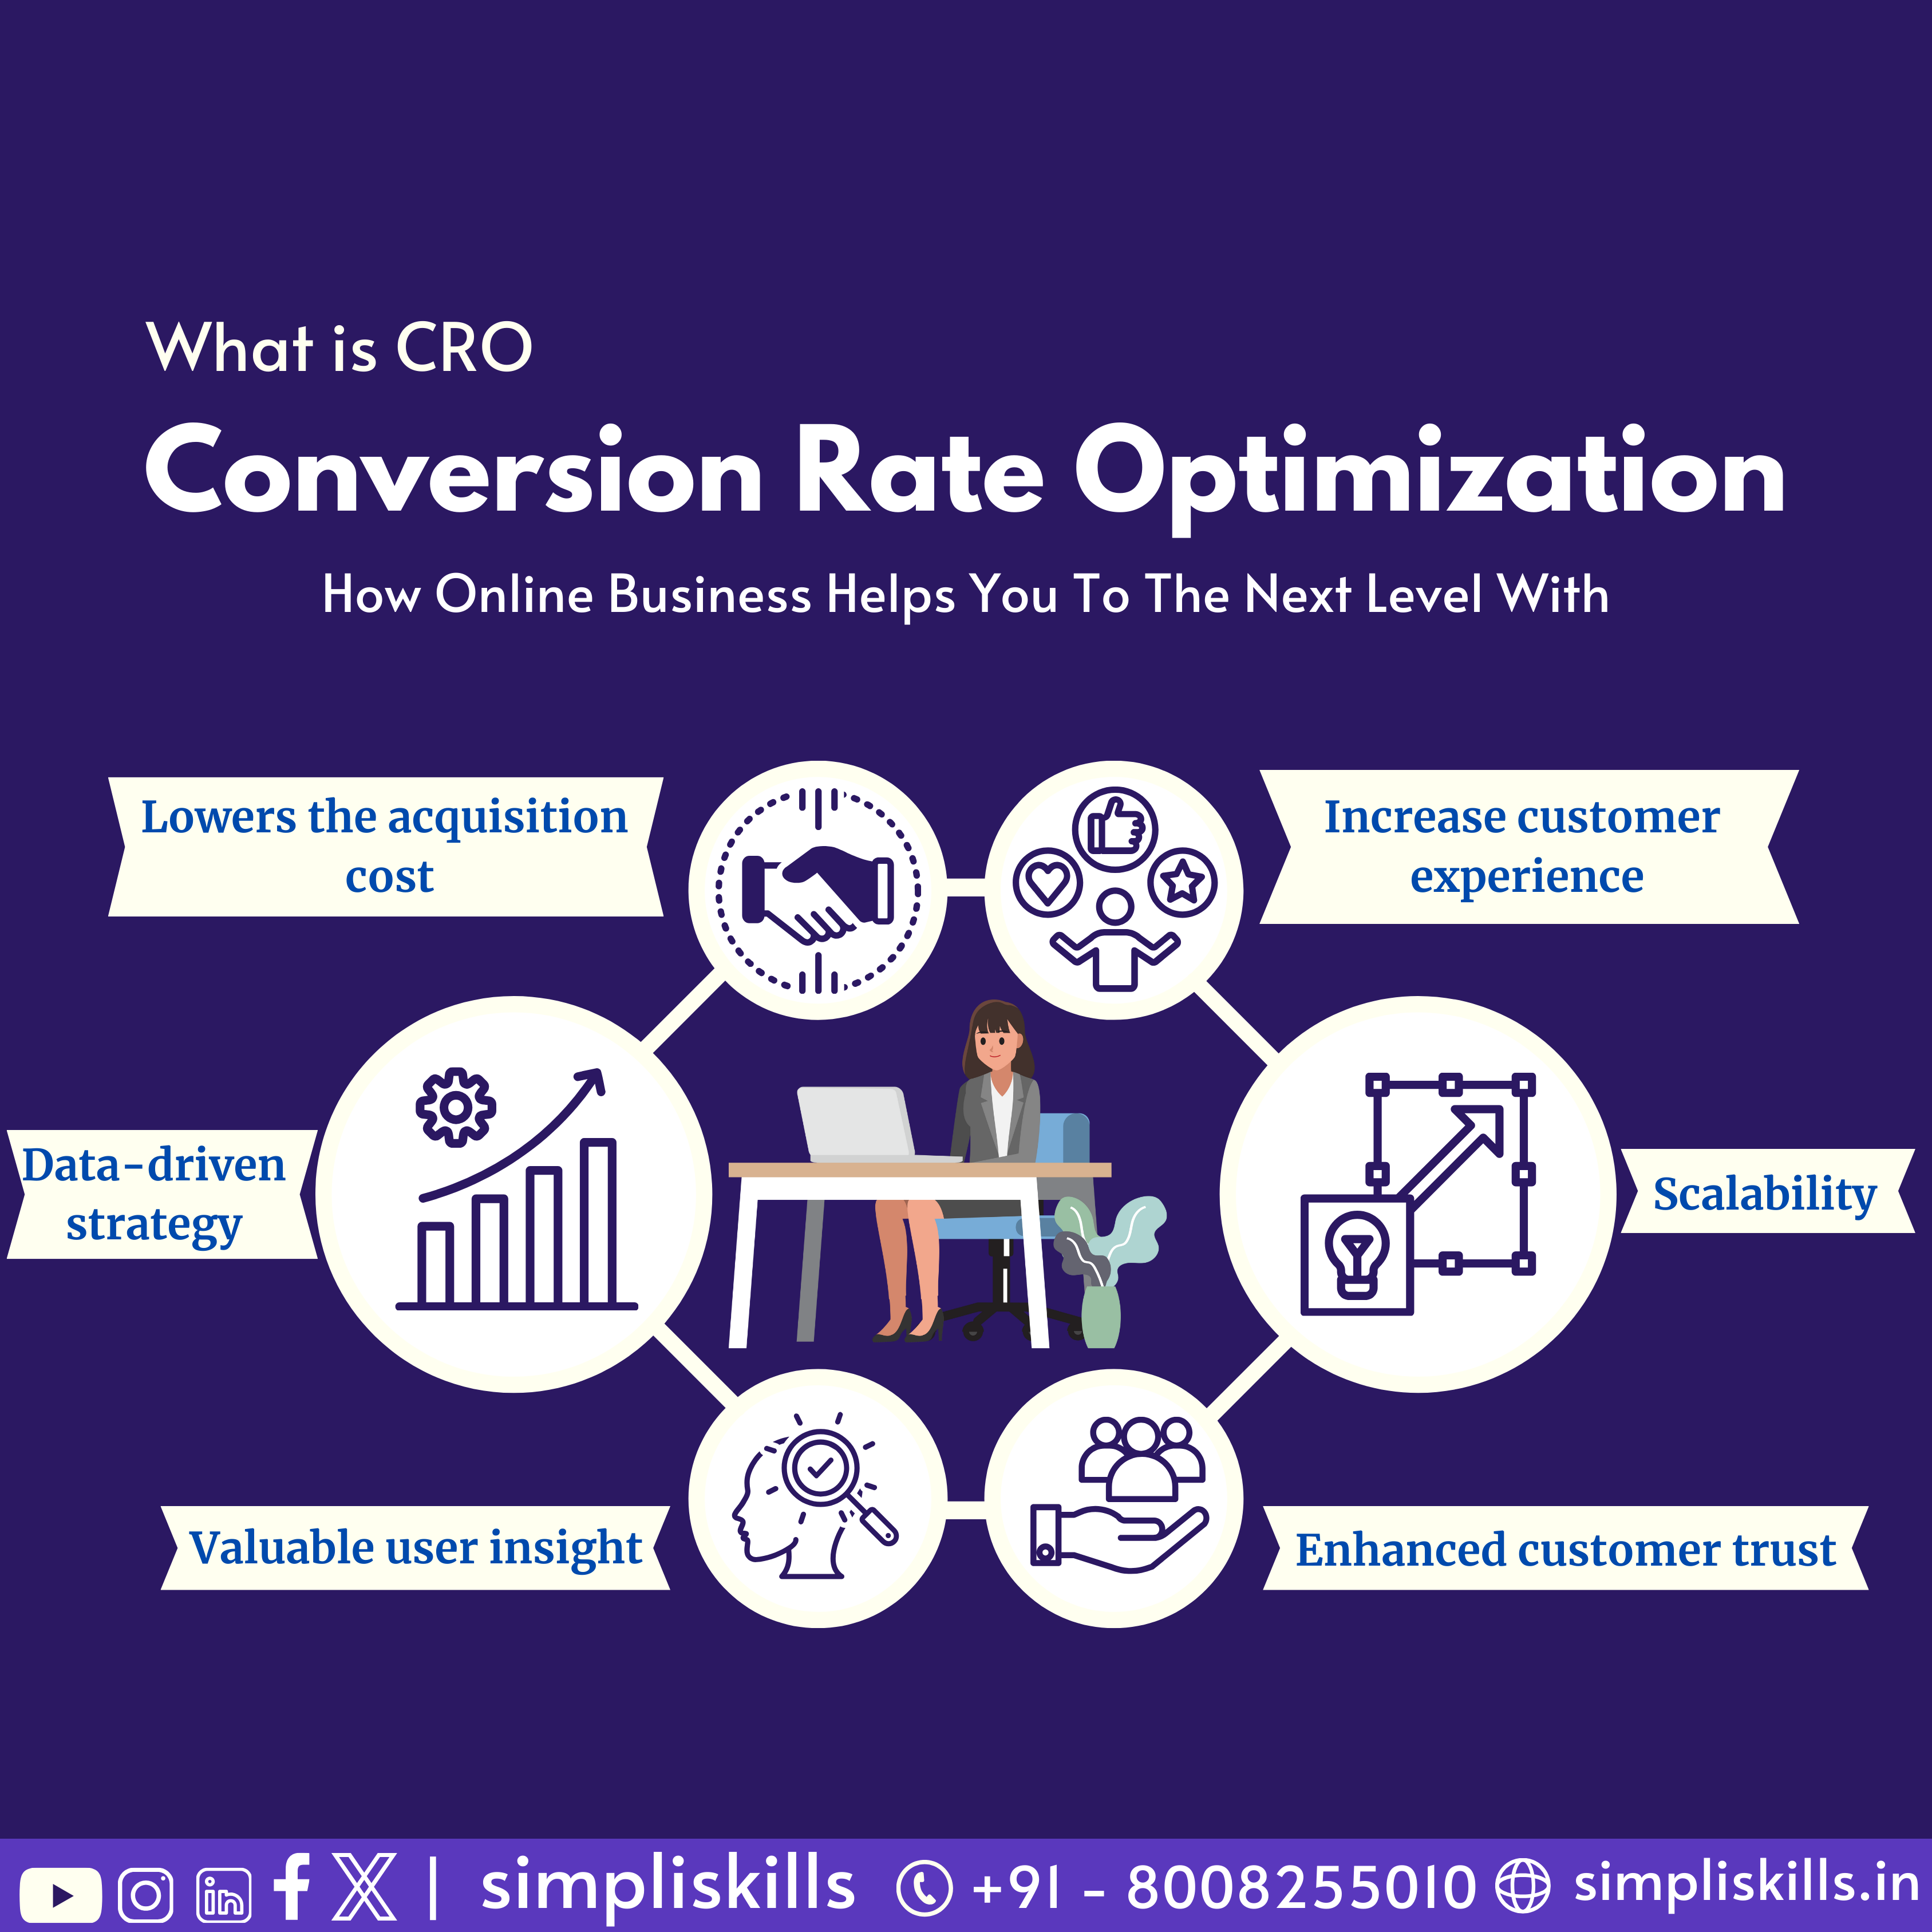 What is CRO
Conversion Rate Optimization
How Online Business Helps You To The Next Level With
Lowers the acquisition
cost
Increase customer
experience
Data-driven
strategy
Scalability
Valuable user insight
Enhanced customer trust
| simpliskills +91 - 8008255010 simpliskills.in